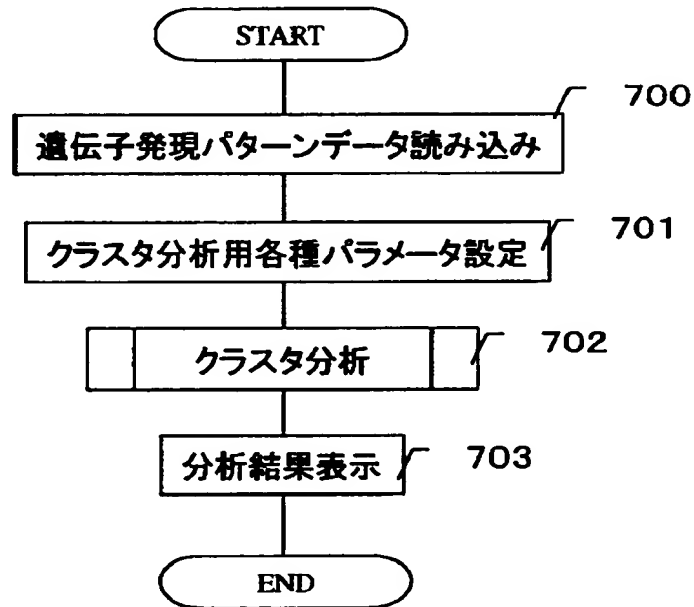 START
700
遺伝子発現パターンデータ読み込み
701
クラスタ分析用各種パラメータ設定
702
クラスタ分析
703
分析結果表示
END